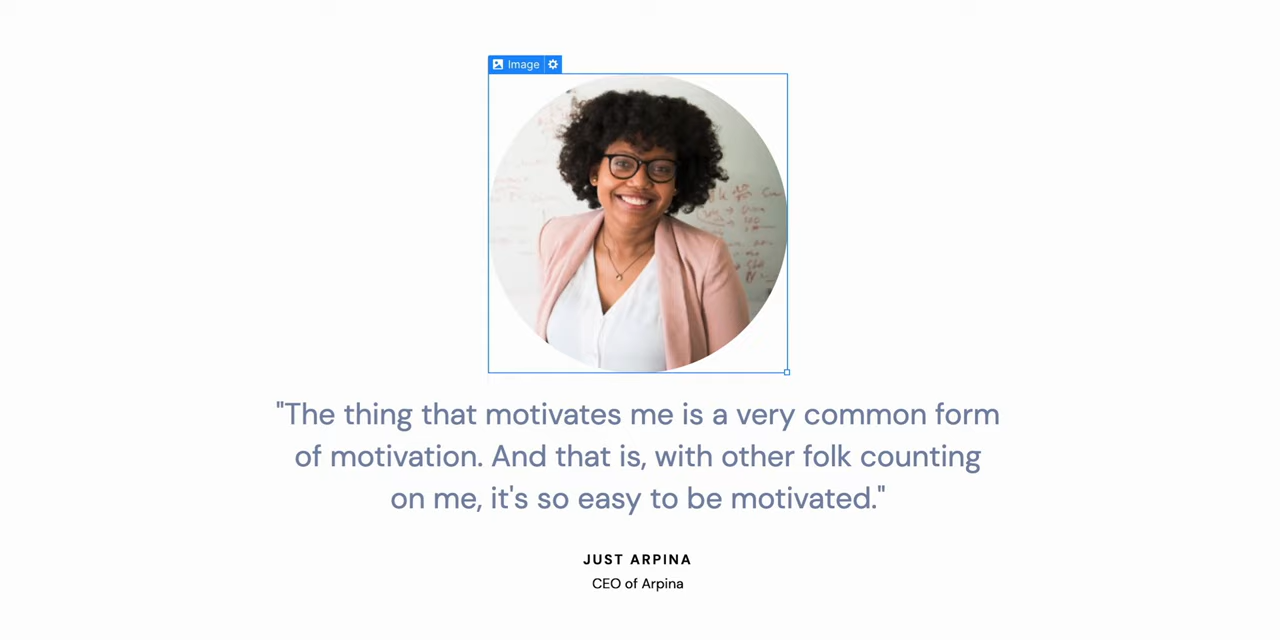 Image
"The thing that motivates me is a very common form
of motivation. And that is, with other folk counting
on me, it's so easy to be motivated."
JUST ARPINA
CEO of Arpina